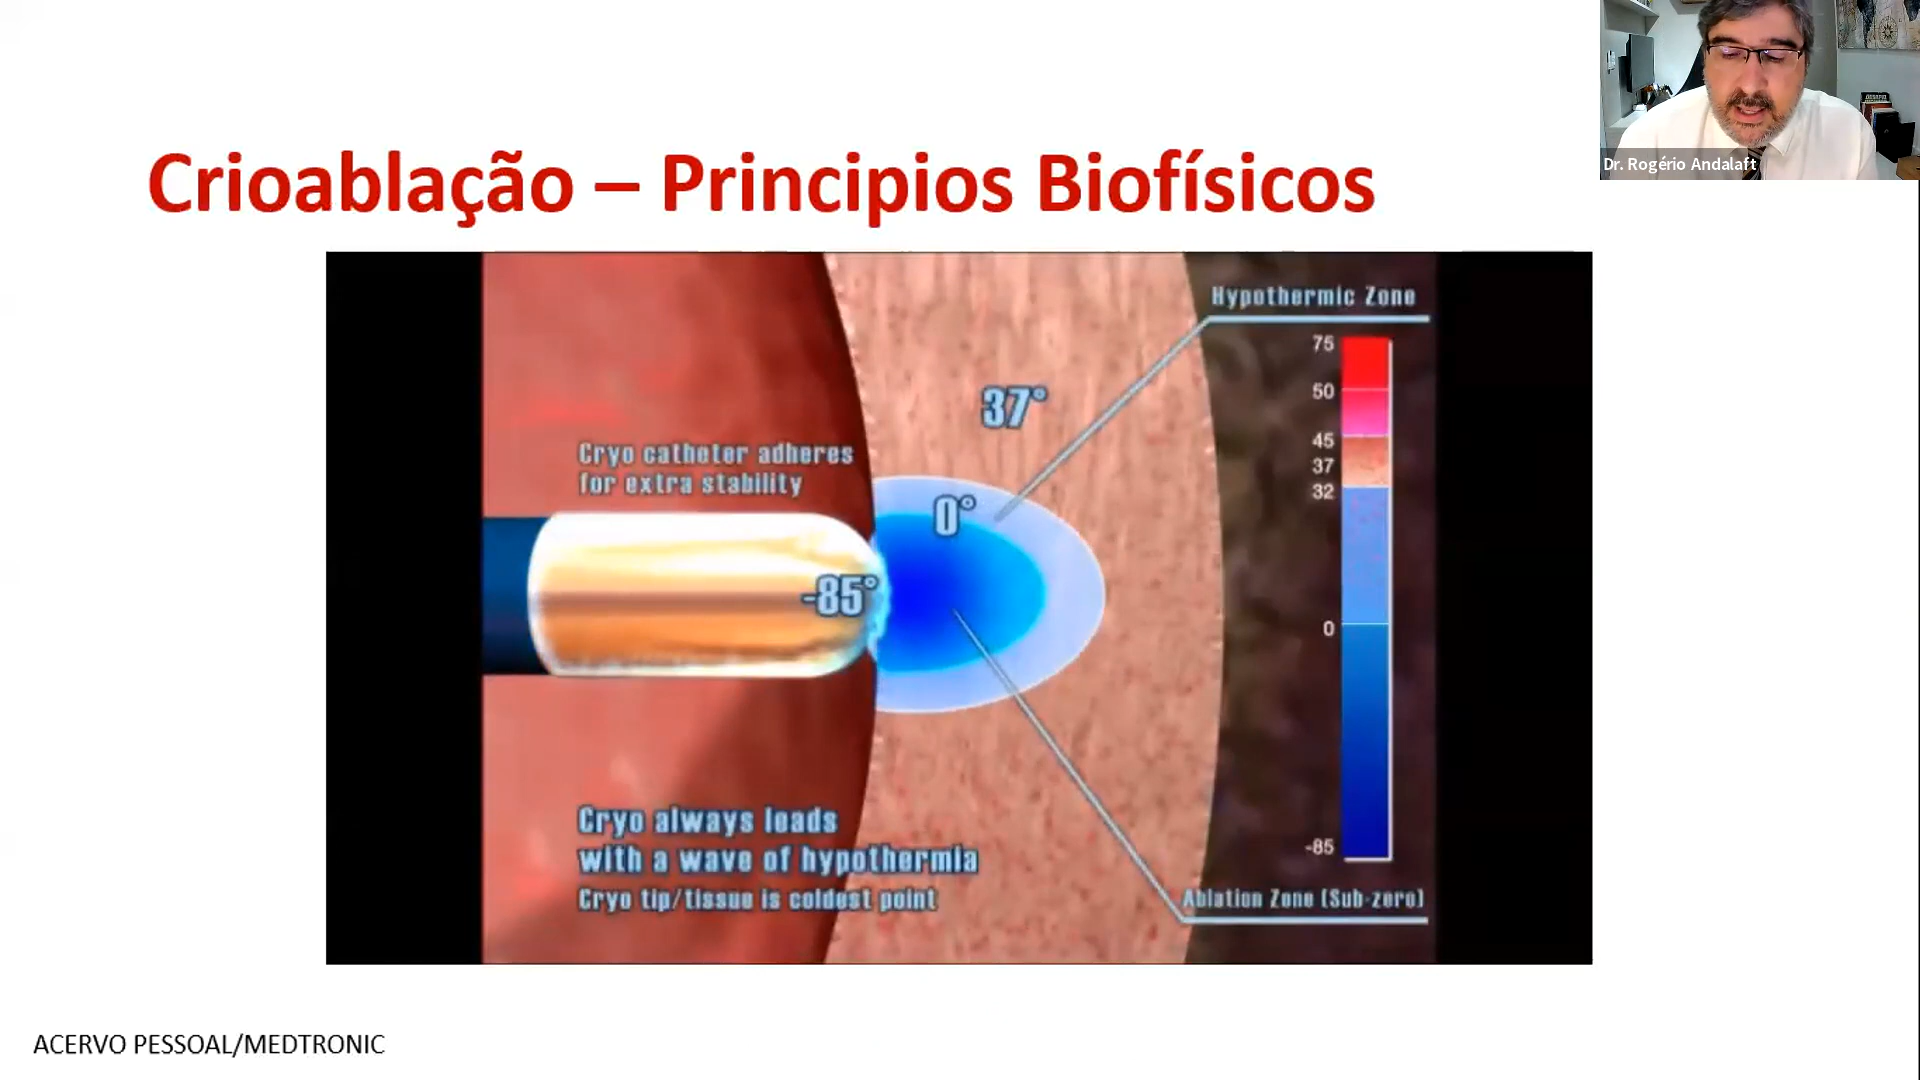 Dr. Rogério Andalaft
Crioablação – Principios Biofísicos
Hypothermic Zone
75
50
45
37
32
0
-85
37°
Cryo catheter adheres
for extra stability
0°
-85°
Cryo always leads
with a wave of hypothermia
Cryo tip/tissue is coldest point
Ablation Zone (Sub-zero)
ACERVO PESSOAL/MEDTRONIC